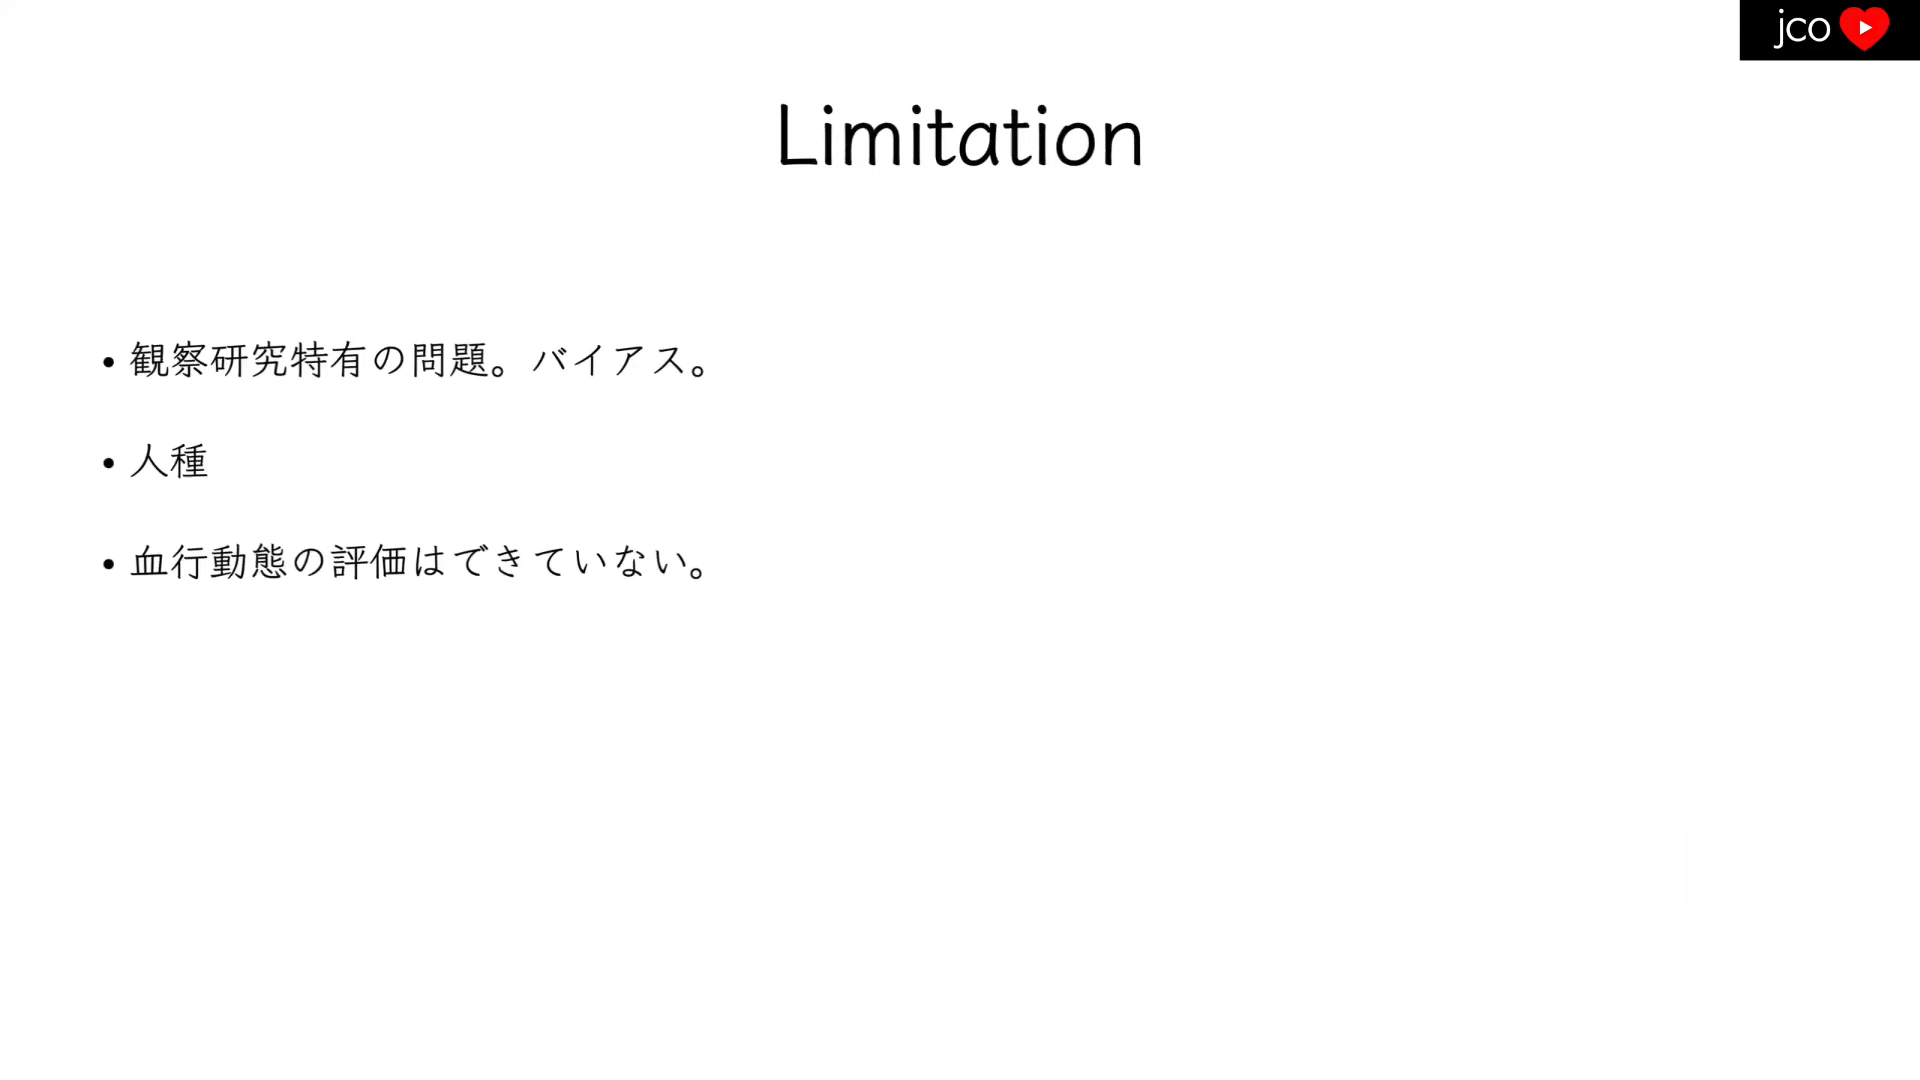 jco
Limitation
• 観察研究特有の問題。バイアス。
• 人種
• 血行動態の評価はできていない。